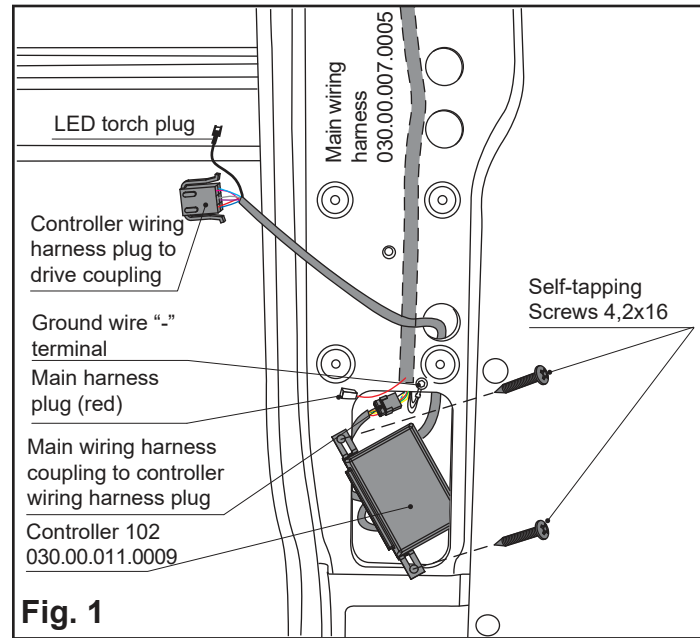 Main wiring
harness
030.00.007.0005
LED torch plug
Controller wiring
harness plug to
drive coupling
Self-tapping
Screws 4,2x16
Ground wire “-”
terminal
Main harness
plug (red)
Main wiring harness
coupling to controller
wiring harness plug
Controller 102
030.00.011.0009
Fig. 1